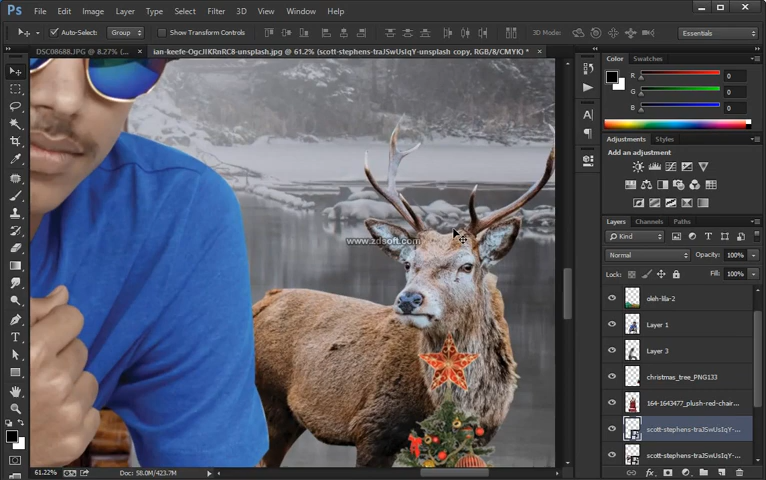 Ps File Edit Image Layer Type Select Filter 3D View Window Help
Auto-Select: Group Show Transform Controls 3D Mode: Essentials
DSC08688.JPG @ 8.27% (... × ian-keefe-OgcJIKRnRC8-unsplash.jpg @ 61.2% (scott-stephens-traJSwUsIqY-unsplash copy, RGB/8/CMYK) * ×
Color Swatches
R 0
G 0
B 0
Adjustments Styles
Add an adjustment
Layers Channels Paths
Kind
Normal Opacity: 100%
Lock: Fill: 100%
oleh-lila-2
Layer 1
Layer 3
christmas_tree_PNG133
164-1643477_plush-red-chair...
scott-stephens-traJSwUsIqY-...
scott-stephens-traJSwUsIqY-...
www.zdsoft.com
61.22% Doc: 58.0M/423.7M